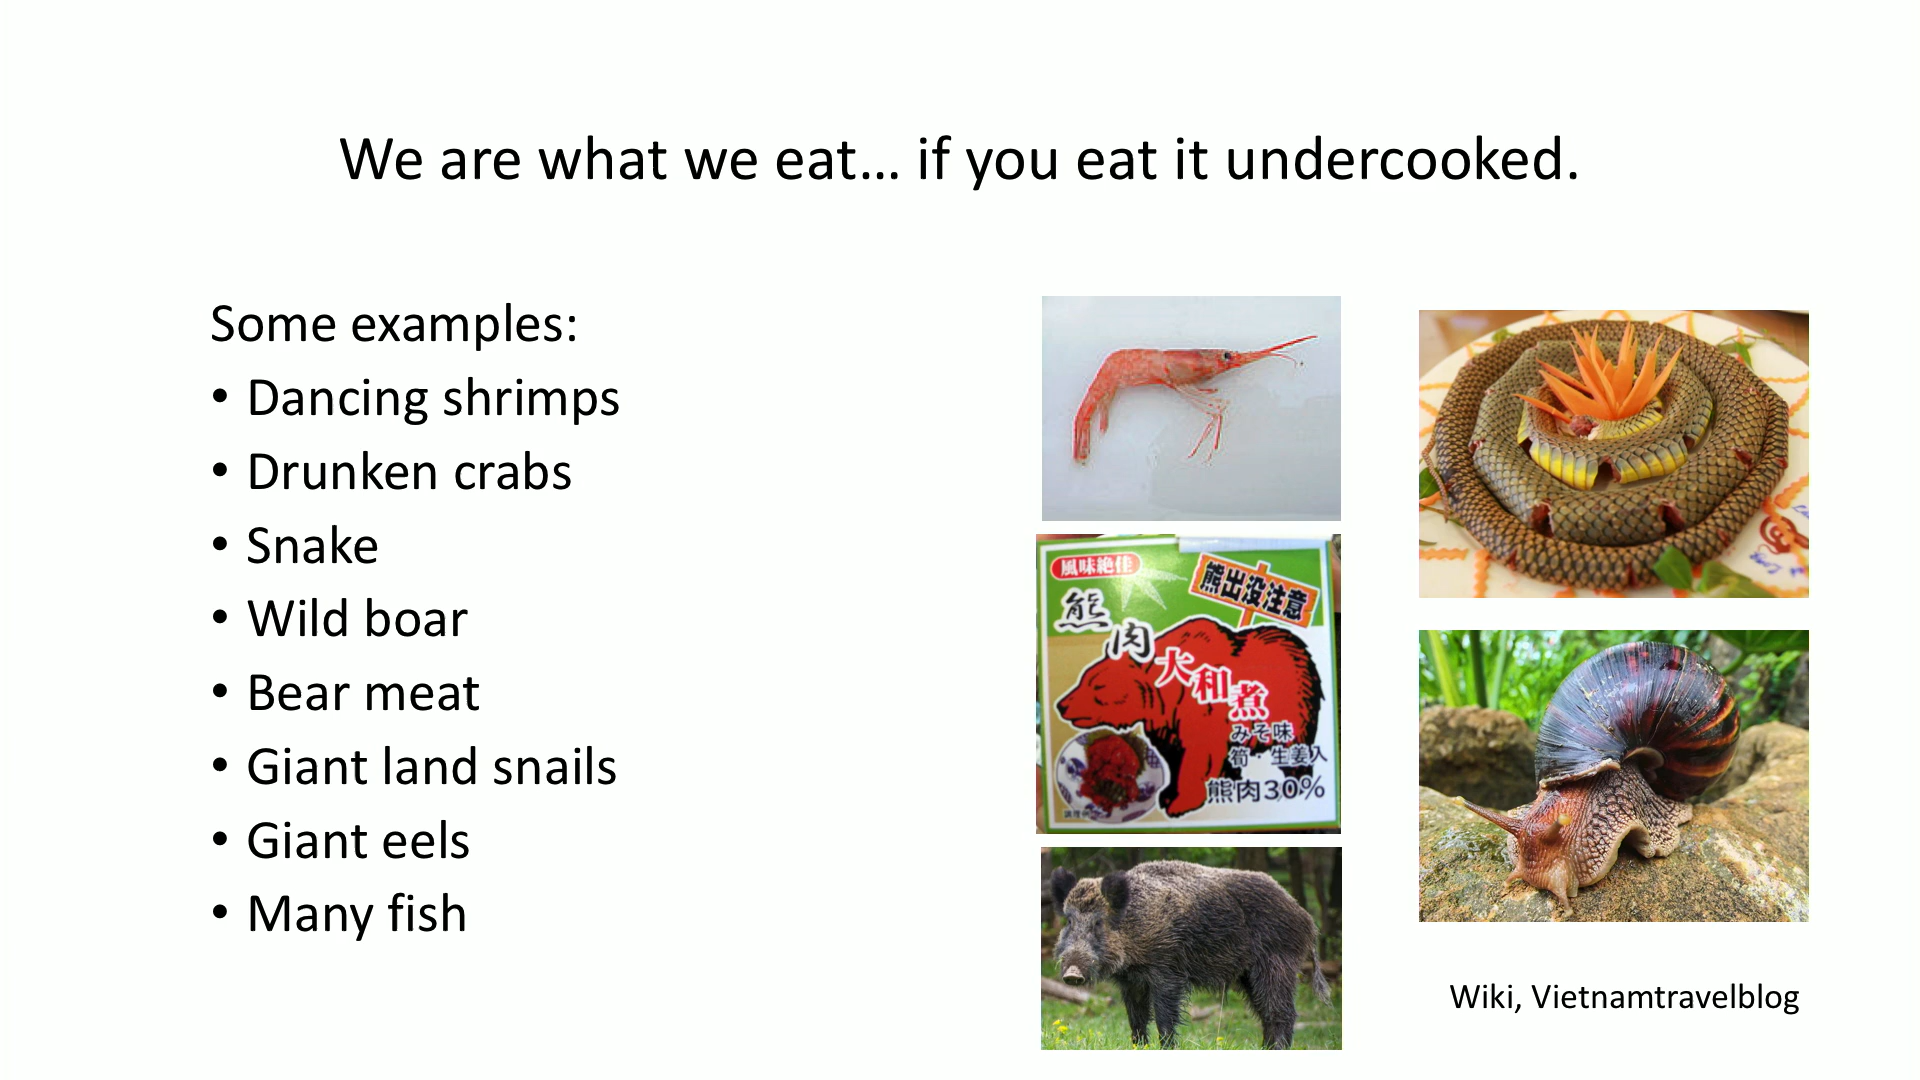 We are what we eat… if you eat it undercooked.
Some examples:
• Dancing shrimps
• Drunken crabs
• Snake
• Wild boar
• Bear meat
• Giant land snails
• Giant eels
• Many fish
風味絶佳
熊出没注意
熊肉大和煮
みそ味
筍・生姜入
熊肉30%
Wiki, Vietnamtravelblog